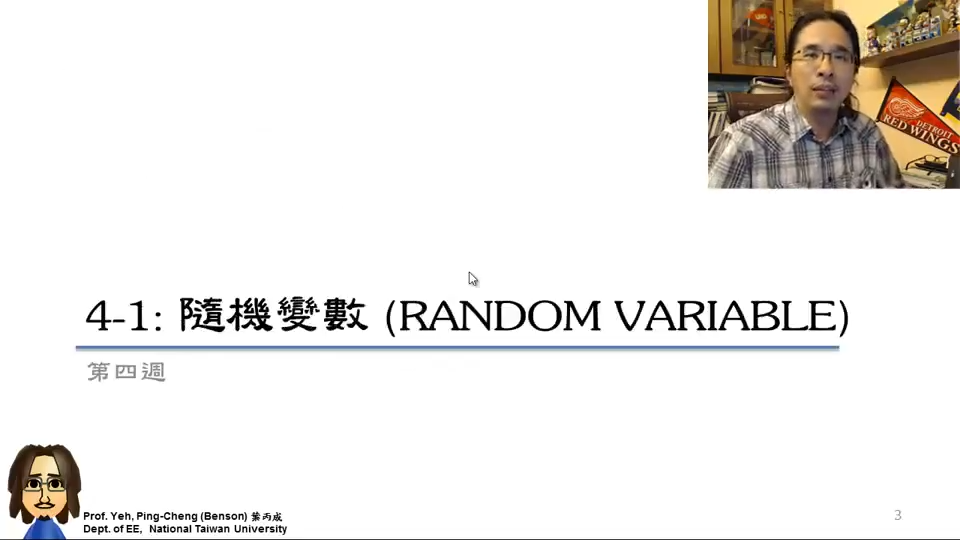 DETROIT
RED WINGS
4-1: 隨機變數 (RANDOM VARIABLE)
第四週
Prof. Yeh, Ping-Cheng (Benson) 葉丙成
Dept. of EE, National Taiwan University
3